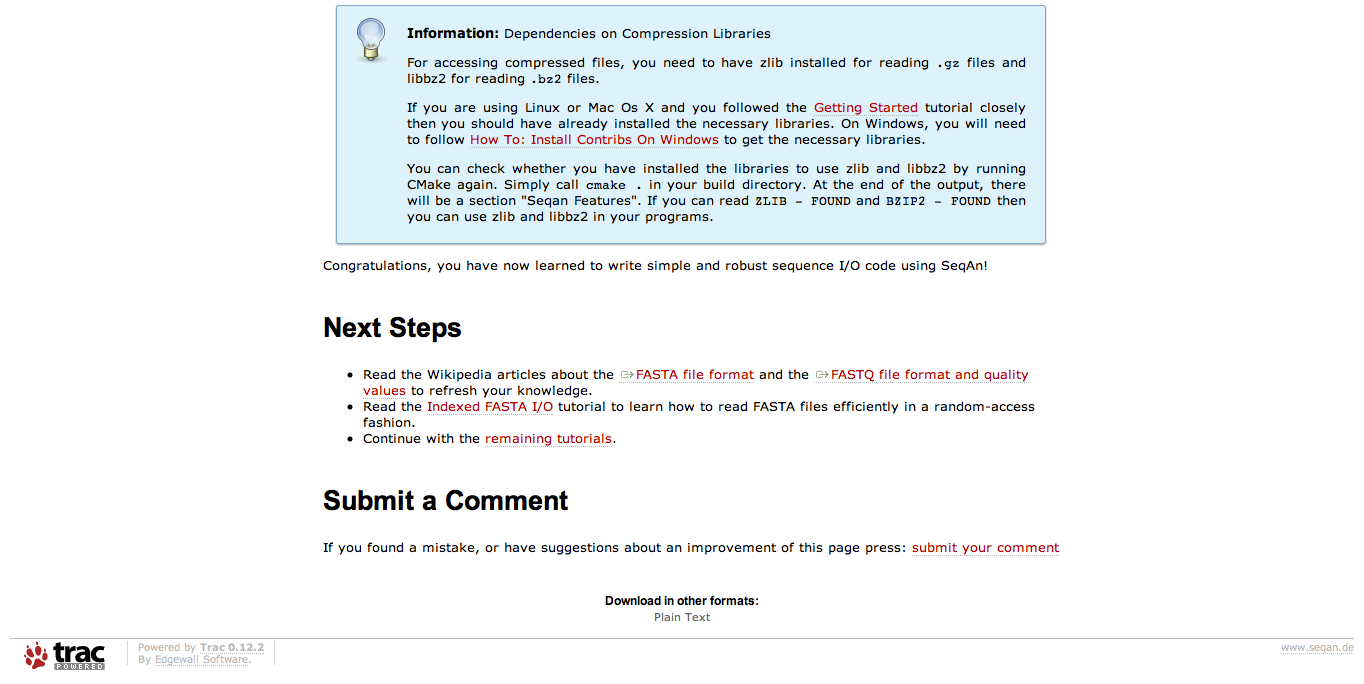 Information: Dependencies on Compression Libraries
For accessing compressed files, you need to have zlib installed for reading .gz files and
libbz2 for reading .bz2 files.
If you are using Linux or Mac Os X and you followed the Getting Started tutorial closely
then you should have already installed the necessary libraries. On Windows, you will need
to follow How To: Install Contribs On Windows to get the necessary libraries.
You can check whether you have installed the libraries to use zlib and libbz2 by running
CMake again. Simply call cmake . in your build directory. At the end of the output, there
will be a section "Seqan Features". If you can read ZLIB - FOUND and BZIP2 - FOUND then
you can use zlib and libbz2 in your programs.
Congratulations, you have now learned to write simple and robust sequence I/O code using SeqAn!
Next Steps
• Read the Wikipedia articles about the FASTA file format and the FASTQ file format and quality
values to refresh your knowledge.
• Read the Indexed FASTA I/O tutorial to learn how to read FASTA files efficiently in a random-access
fashion.
• Continue with the remaining tutorials.
Submit a Comment
If you found a mistake, or have suggestions about an improvement of this page press: submit your comment
Download in other formats:
Plain Text
trac
POWERED
Powered by Trac 0.12.2
By Edgewall Software.
www.seqan.de